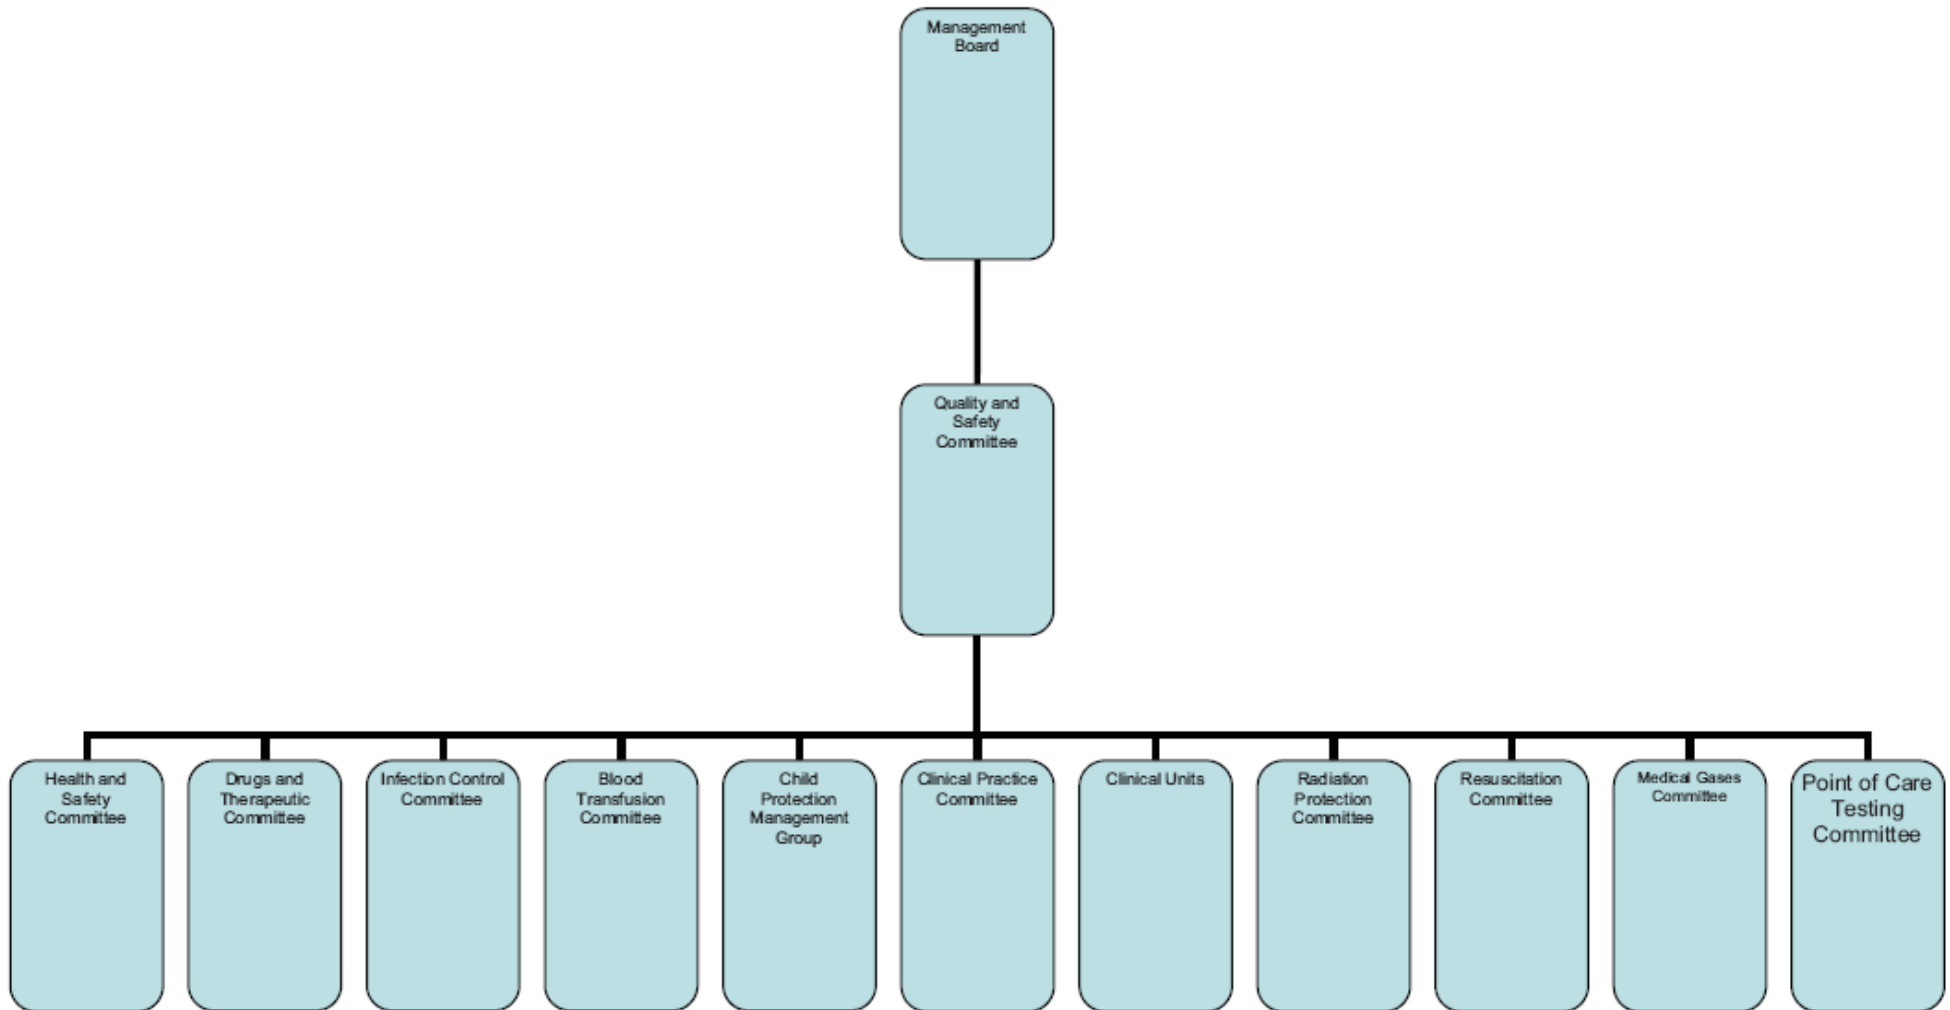 Management
Board
Quality and
Safety
Committee
Health and
Safety
Committee
Drugs and
Therapeutic
Committee
Infection Control
Committee
Blood
Transfusion
Committee
Child
Protection
Management
Group
Clinical Practice
Committee
Clinical Units
Radiation
Protection
Committee
Resuscitation
Committee
Medical Gases
Committee
Point of Care
Testing
Committee